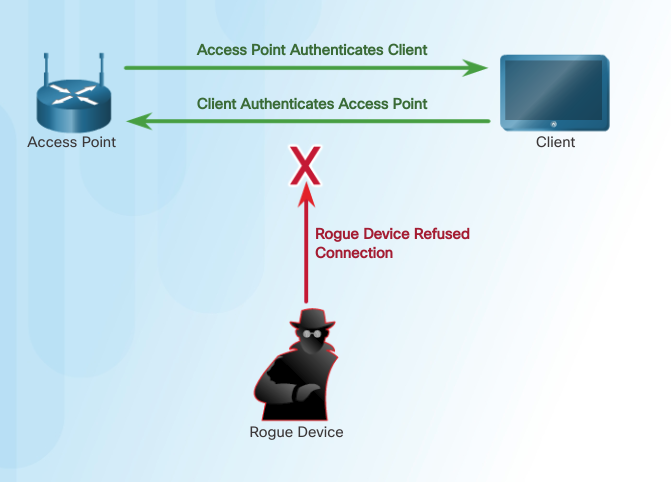 Access Point Authenticates Client
Client Authenticates Access Point
Access Point
Client
X
Rogue Device Refused
Connection
Rogue Device